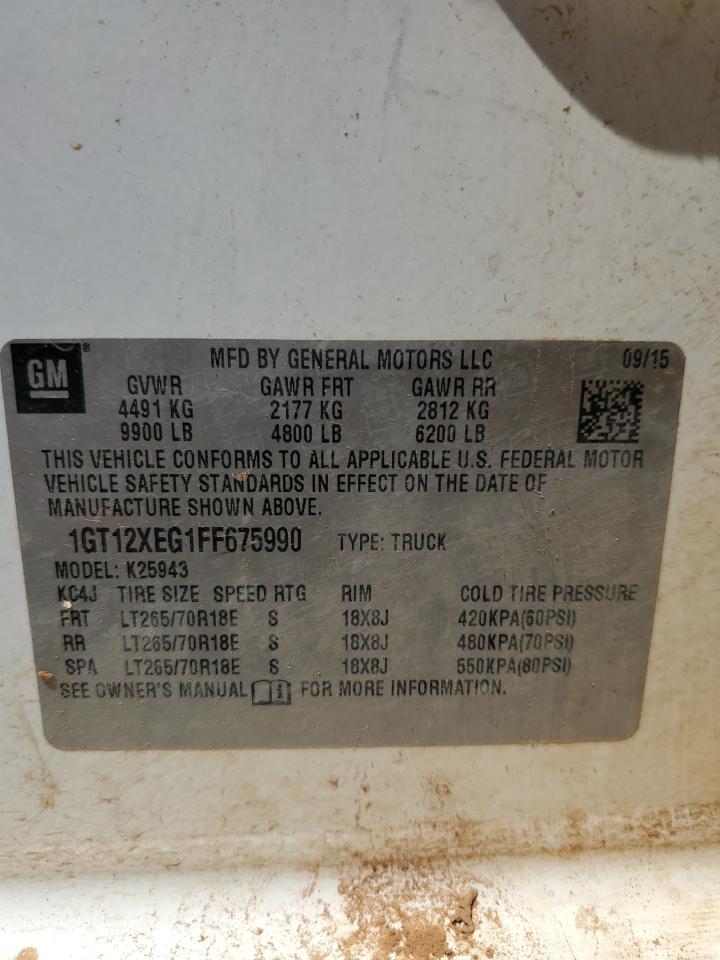 GM®
MFD BY GENERAL MOTORS LLC 09/15
GVWR GAWR FRT GAWR RR
4491 KG 2177 KG 2812 KG
9900 LB 4800 LB 6200 LB
THIS VEHICLE CONFORMS TO ALL APPLICABLE U.S. FEDERAL MOTOR
VEHICLE SAFETY STANDARDS IN EFFECT ON THE DATE OF
MANUFACTURE SHOWN ABOVE.
1GT12XEG1FF675990 TYPE: TRUCK
MODEL: K25943
KC4J TIRE SIZE SPEED RTG RIM COLD TIRE PRESSURE
FRT LT265/70R18E S 18X8J 420KPA(60PSI)
RR LT265/70R18E S 18X8J 480KPA(70PSI)
SPA LT265/70R18E S 18X8J 550KPA(80PSI)
SEE OWNER'S MANUAL FOR MORE INFORMATION.